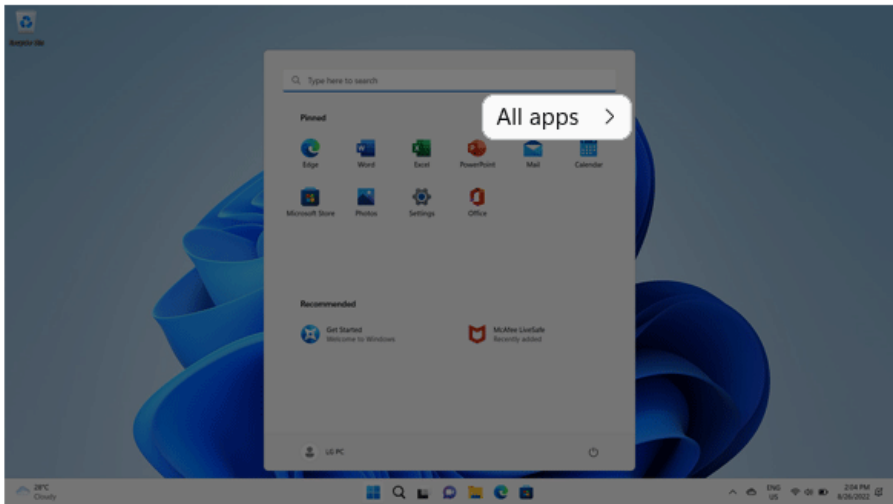 Type here to search
Pinned
All apps
Edge
Word
Excel
PowerPoint
Mail
Calendar
Microsoft Store
Photos
Settings
Office
Recommended
Get Started
Welcome to Windows
McAfee LiveSafe
Recently added
LG PC
28°C
Cloudy
ENG
US
2:04 PM
8/26/2022